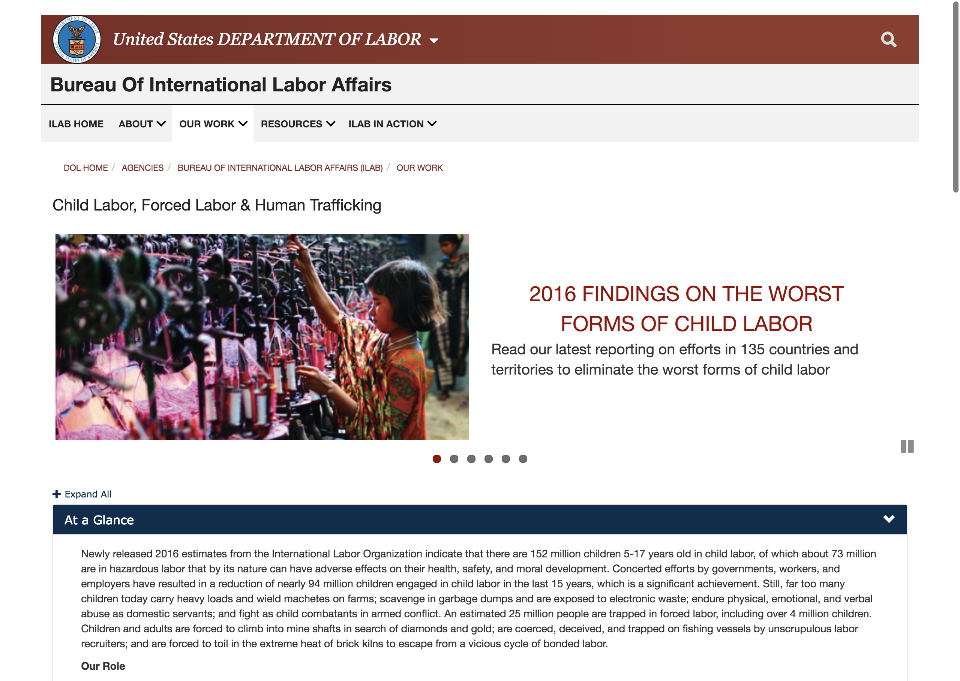 United States DEPARTMENT OF LABOR
Bureau Of International Labor Affairs
ILAB HOME ABOUT OUR WORK RESOURCES ILAB IN ACTION
DOL HOME / AGENCIES / BUREAU OF INTERNATIONAL LABOR AFFAIRS (ILAB) / OUR WORK
Child Labor, Forced Labor & Human Trafficking
2016 FINDINGS ON THE WORST
FORMS OF CHILD LABOR
Read our latest reporting on efforts in 135 countries and
territories to eliminate the worst forms of child labor
+ Expand All
At a Glance
Newly released 2016 estimates from the International Labor Organization indicate that there are 152 million children 5-17 years old in child labor, of which about 73 million
are in hazardous labor that by its nature can have adverse effects on their health, safety, and moral development. Concerted efforts by governments, workers, and
employers have resulted in a reduction of nearly 94 million children engaged in child labor in the last 15 years, which is a significant achievement. Still, far too many
children today carry heavy loads and wield machetes on farms; scavenge in garbage dumps and are exposed to electronic waste; endure physical, emotional, and verbal
abuse as domestic servants; and fight as child combatants in armed conflict. An estimated 25 million people are trapped in forced labor, including over 4 million children.
Children and adults are forced to climb into mine shafts in search of diamonds and gold; are coerced, deceived, and trapped on fishing vessels by unscrupulous labor
recruiters; and are forced to toil in the extreme heat of brick kilns to escape from a vicious cycle of bonded labor.
Our Role